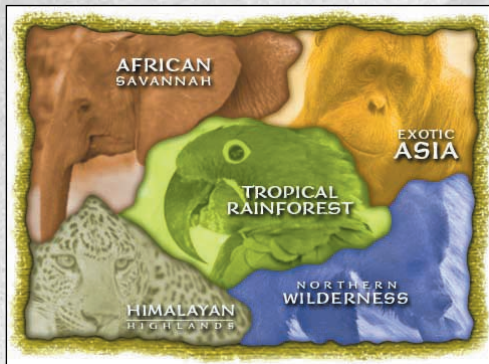 AFRICAN
SAVANNAH
EXOTIC
ASIA
TROPICAL
RAINFOREST
NORTHERN
WILDERNESS
HIMALAYAN
HIGHLANDS